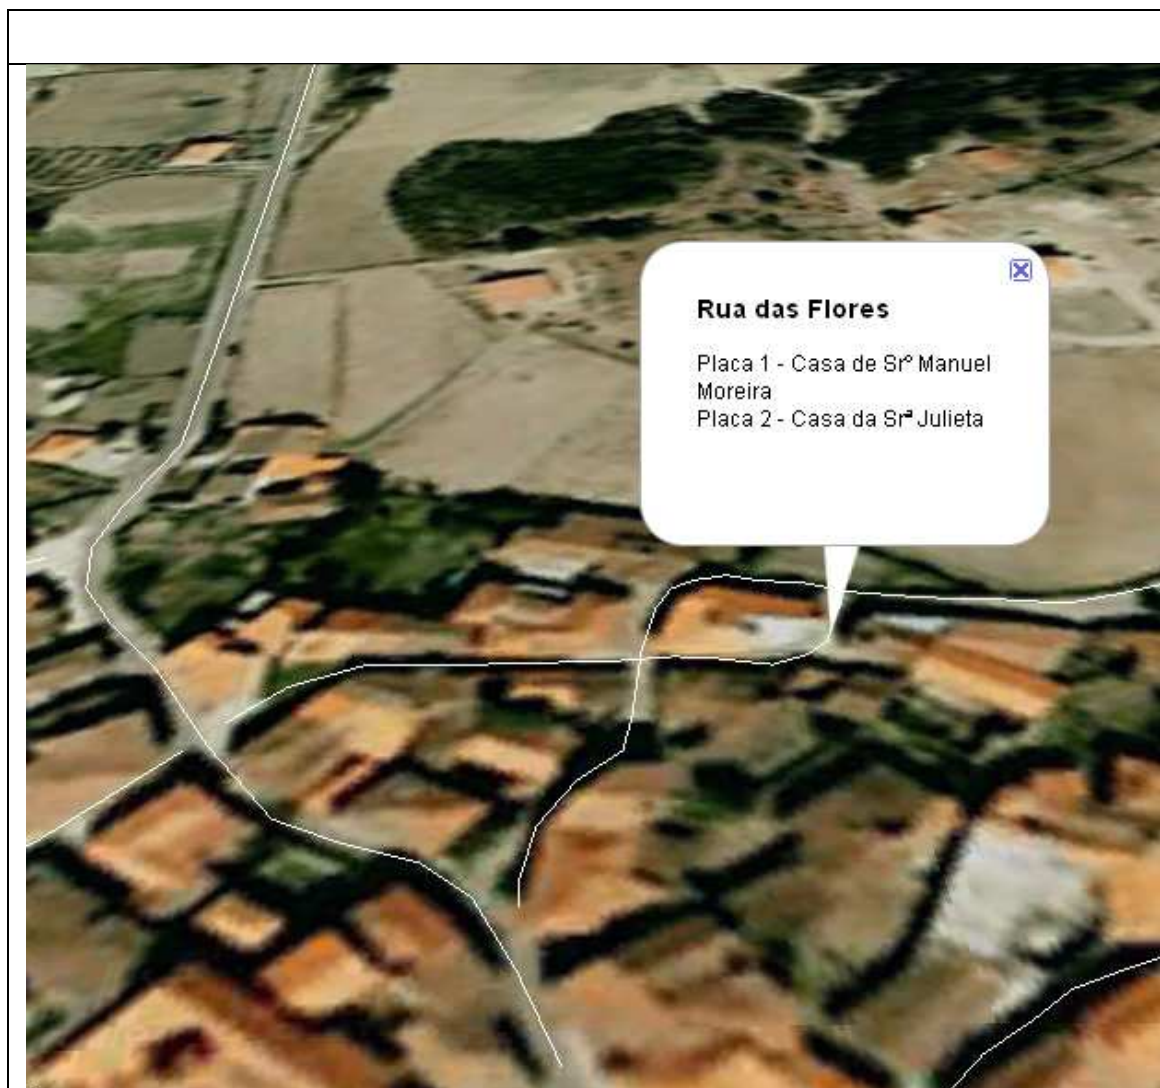 Rua das Flores
Placa 1 - Casa de Srº Manuel
Moreira
Placa 2 - Casa da Srª Julieta